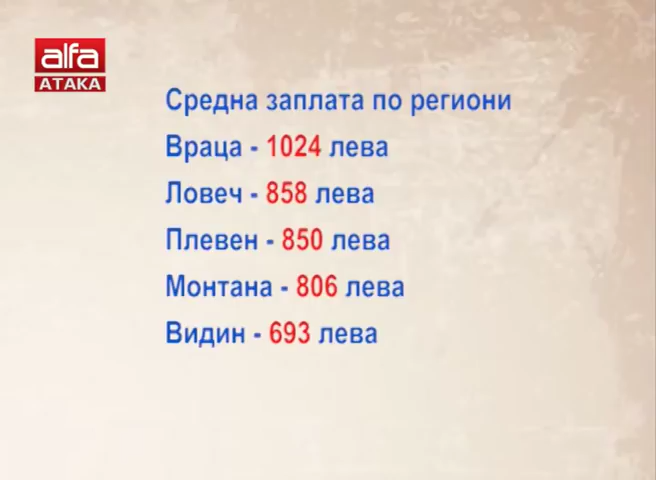 alfa
АТАКА
Средна заплата по региони
Враца - 1024 лева
Ловеч - 858 лева
Плевен - 850 лева
Монтана - 806 лева
Видин - 693 лева